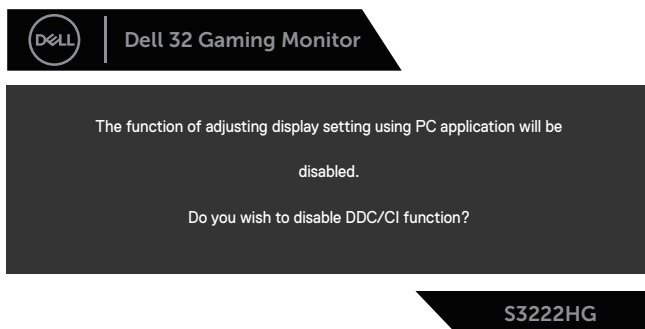 DELL
Dell 32 Gaming Monitor
The function of adjusting display setting using PC application will be
disabled.
Do you wish to disable DDC/CI function?
S3222HG